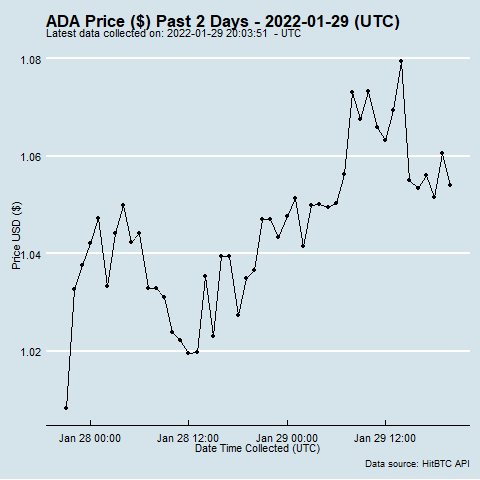 ADA Price ($) Past 2 Days - 2022-01-29 (UTC)
Latest data collected on: 2022-01-29 20:03:51 - UTC
1.08
1.06
1.04
1.02
Price USD ($)
Jan 28 00:00 Jan 28 12:00 Jan 29 00:00 Jan 29 12:00
Date Time Collected (UTC)
Data source: HitBTC API